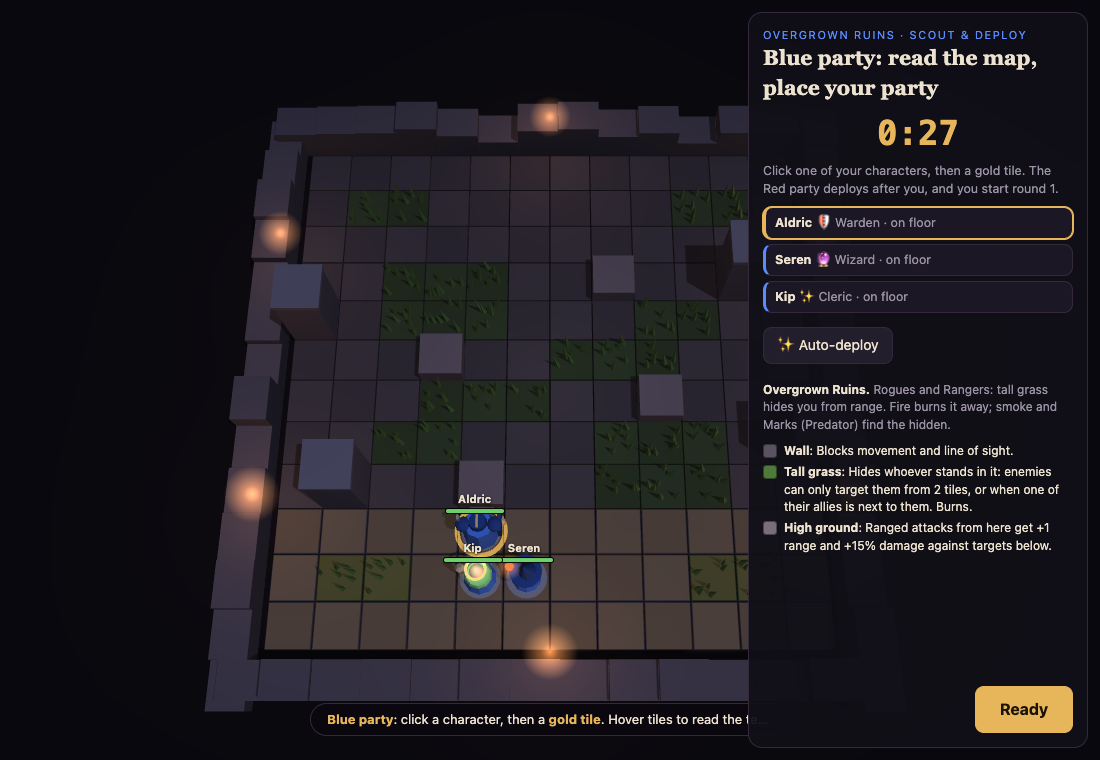 OVERGROWN RUINS · SCOUT & DEPLOY
Blue party: read the map,
place your party
0:27
Click one of your characters, then a gold tile. The
Red party deploys after you, and you start round 1.
Aldric 🛡️ Warden · on floor
Seren 🔮 Wizard · on floor
Kip ✨ Cleric · on floor
✨ Auto-deploy
Overgrown Ruins. Rogues and Rangers: tall grass
hides you from range. Fire burns it away; smoke and
Marks (Predator) find the hidden.
Wall: Blocks movement and line of sight.
Tall grass: Hides whoever stands in it: enemies
can only target them from 2 tiles, or when one of
their allies is next to them. Burns.
High ground: Ranged attacks from here get +1
range and +15% damage against targets below.
Ready
Aldric
Kip Seren
Blue party: click a character, then a gold tile. Hover tiles to read the